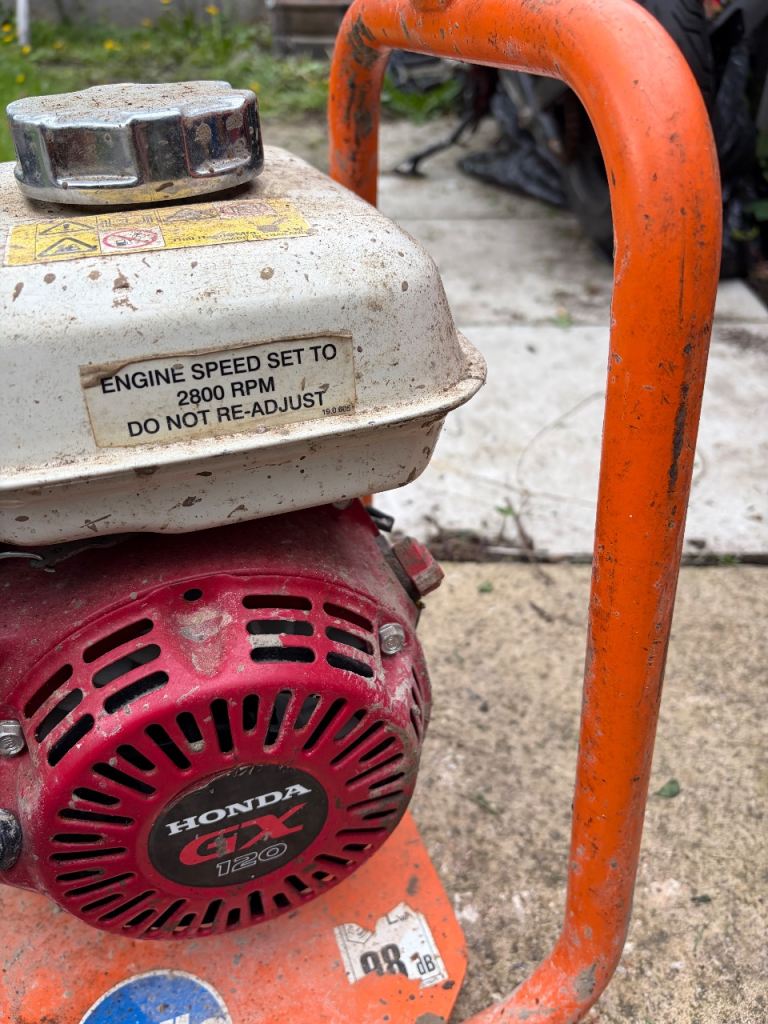 ENGINE SPEED SET TO
2800 RPM
DO NOT RE-ADJUST
HONDA
GX
120
98 dB